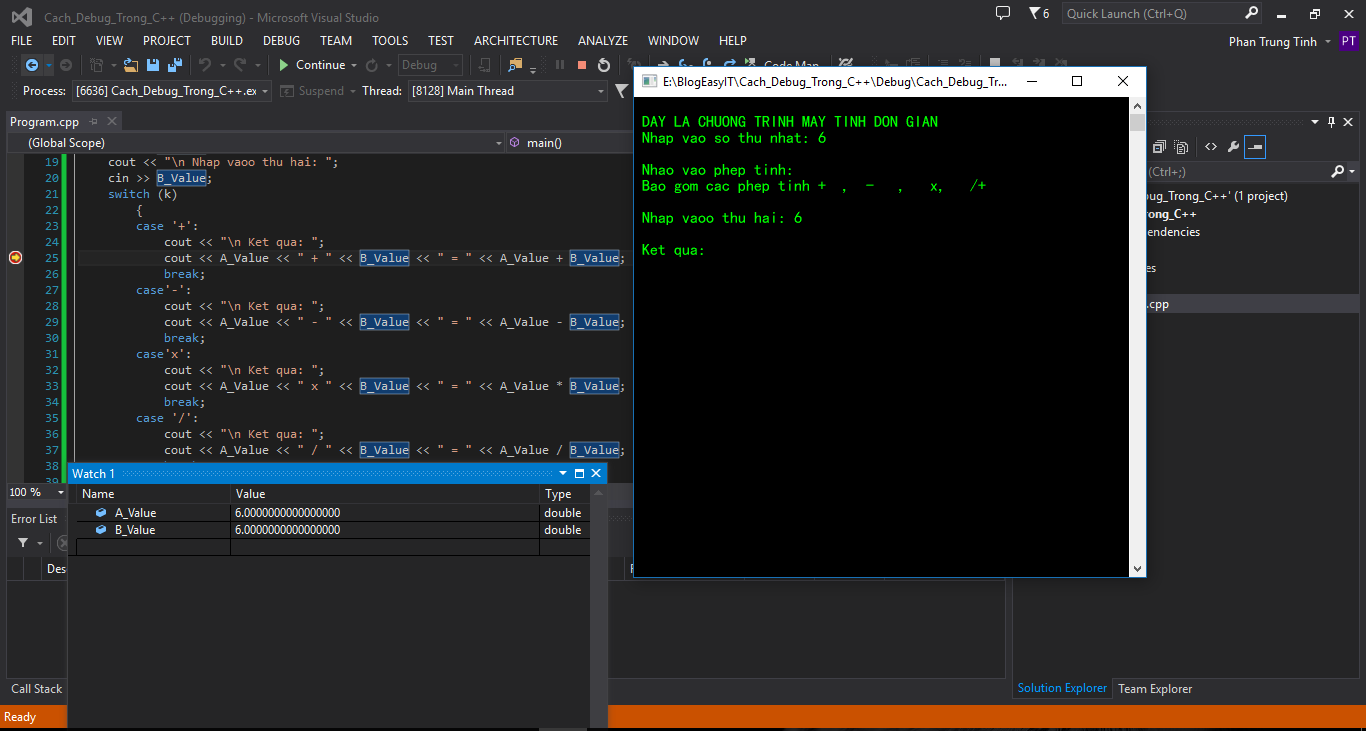 Cach_Debug_Trong_C++ (Debugging) - Microsoft Visual Studio
6
Quick Launch (Ctrl+Q)
FILE EDIT VIEW PROJECT BUILD DEBUG TEAM TOOLS TEST ARCHITECTURE ANALYZE WINDOW HELP
Phan Trung Tinh PT
Continue Debug Code Map
Process: [6636] Cach_Debug_Trong_C++.ex Suspend Thread: [8128] Main Thread
Program.cpp
(Global Scope) main()
19 cout << "\n Nhap vaoo thu hai: ";
20 cin >> B_Value;
21 switch (k)
22 {
23 case '+':
24 cout << "\n Ket qua: ";
25 cout << A_Value << " + " << B_Value << " = " << A_Value + B_Value;
26 break;
27 case'-':
28 cout << "\n Ket qua: ";
29 cout << A_Value << " - " << B_Value << " = " << A_Value - B_Value;
30 break;
31 case'x':
32 cout << "\n Ket qua: ";
33 cout << A_Value << " x " << B_Value << " = " << A_Value * B_Value;
34 break;
35 case '/':
36 cout << "\n Ket qua: ";
37 cout << A_Value << " / " << B_Value << " = " << A_Value / B_Value;
38
39
100 %
E:\BlogEasyIT\Cach_Debug_Trong_C++\Debug\Cach_Debug_Tr...
DAY LA CHUONG TRINH MAY TINH DON GIAN
Nhap vao so thu nhat: 6
Nhao vao phep tinh:
Bao gom cac phep tinh + , - , x, /+
Nhap vaoo thu hai: 6
Ket qua:
(Ctrl+;)
bug_Trong_C++' (1 project)
rong_C++
endencies
es
.cpp
Watch 1
Name Value Type
A_Value 6.0000000000000000 double
B_Value 6.0000000000000000 double
Error List
Des
Call Stack
Solution Explorer Team Explorer
Ready